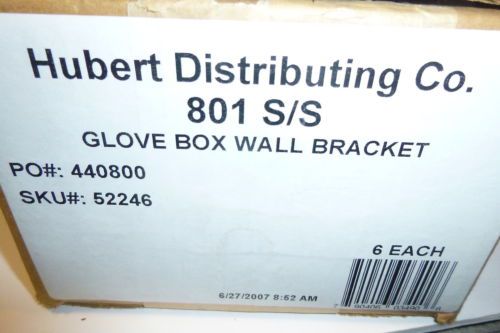 Hubert Distributing Co.
801 S/S
GLOVE BOX WALL BRACKET
PO#: 440800
SKU#: 52246
6 EACH
6/27/2007 8:52 AM